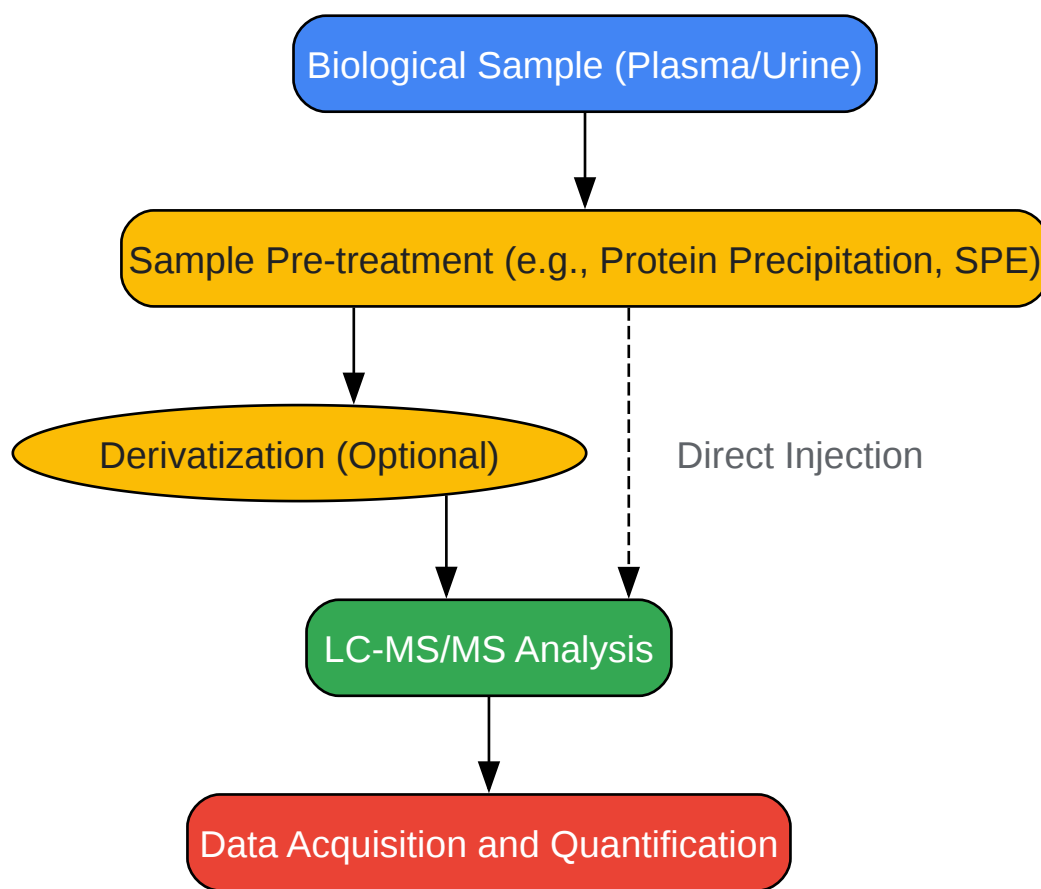 Biological Sample (Plasma/Urine)
Sample Pre-treatment (e.g., Protein Precipitation, SPE)
Derivatization (Optional)
Direct Injection
LC-MS/MS Analysis
Data Acquisition and Quantification